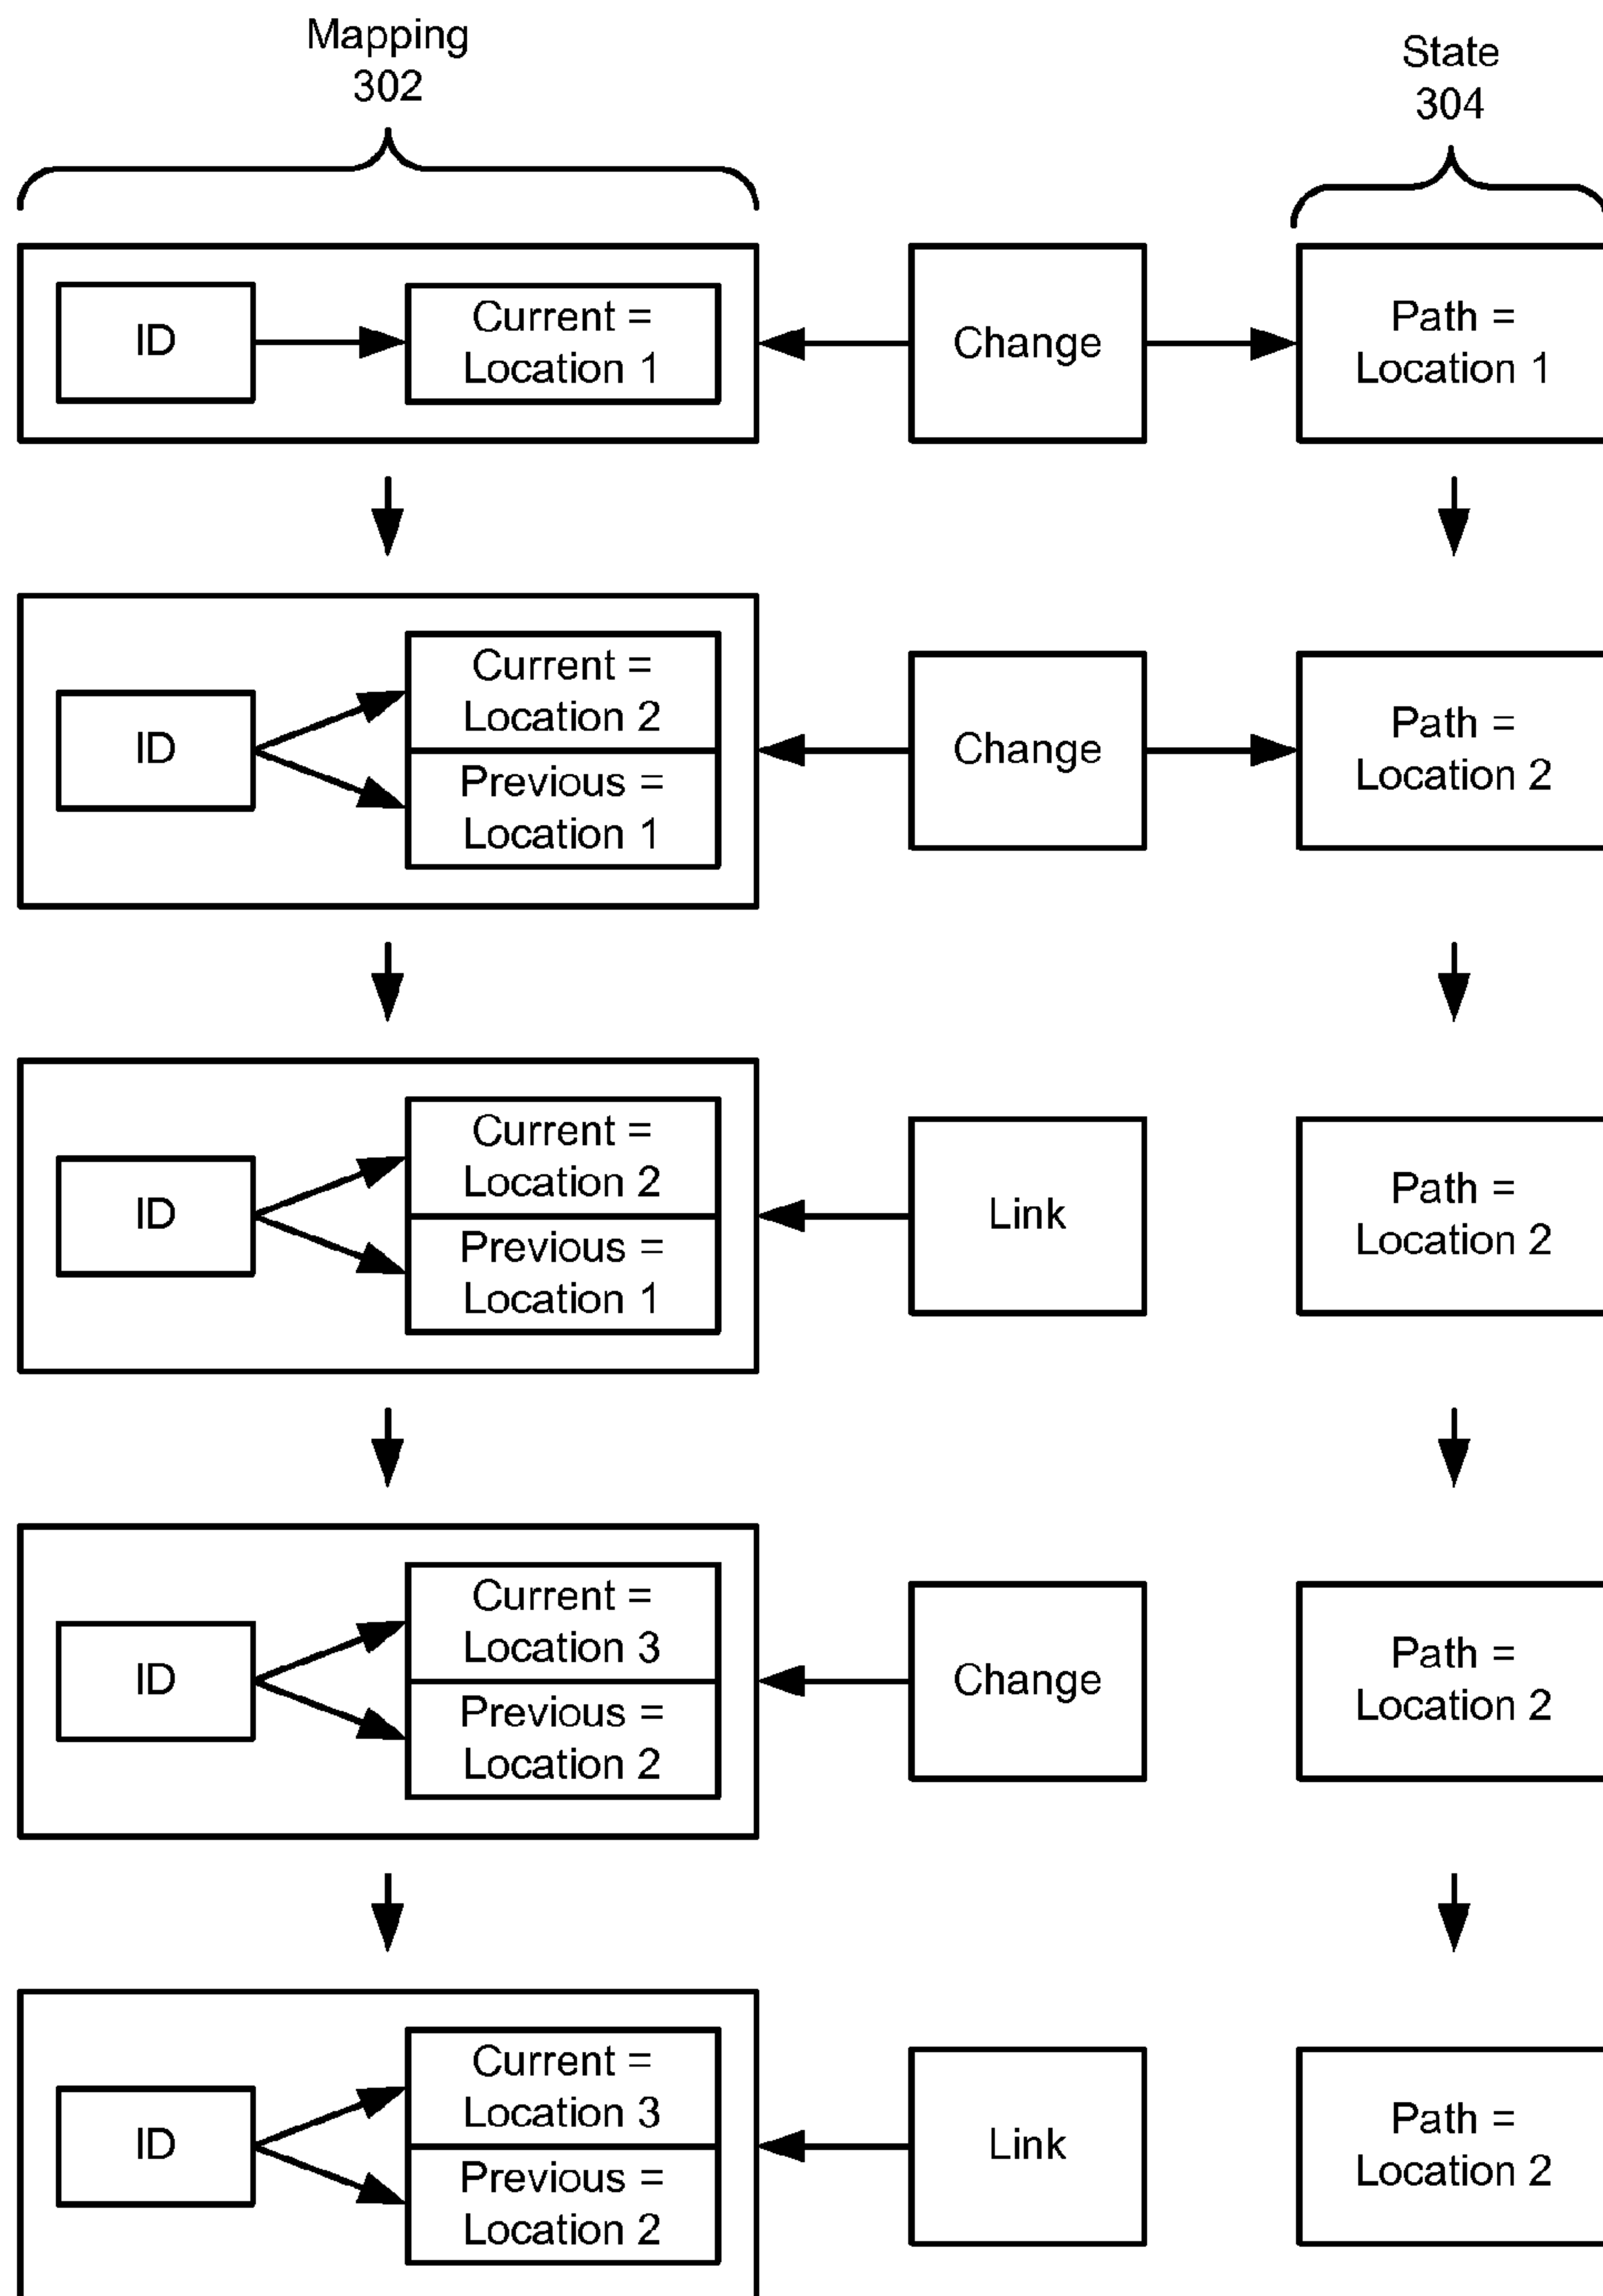 Mapping
302
State
304
ID
Current =
Location 1
Change
Path =
Location 1
ID
Current =
Location 2
Previous =
Location 1
Change
Path =
Location 2
ID
Current =
Location 2
Previous =
Location 1
Link
Path =
Location 2
ID
Current =
Location 3
Previous =
Location 2
Change
Path =
Location 2
ID
Current =
Location 3
Previous =
Location 2
Link
Path =
Location 2